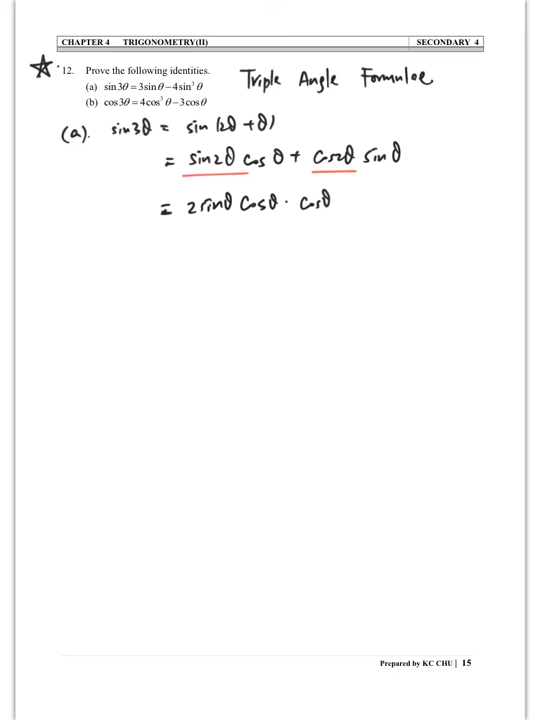 CHAPTER 4 TRIGONOMETRY(II) SECONDARY 4
*12. Prove the following identities. Triple Angle Formulae
(a) sin3θ = 3sinθ − 4sin³θ
(b) cos3θ = 4cos³θ − 3cosθ
(a). sin3θ = sin(2θ + θ)
= sin2θ cosθ + cos2θ sinθ
= 2sinθ cosθ · cosθ
Prepared by KC CHU | 15